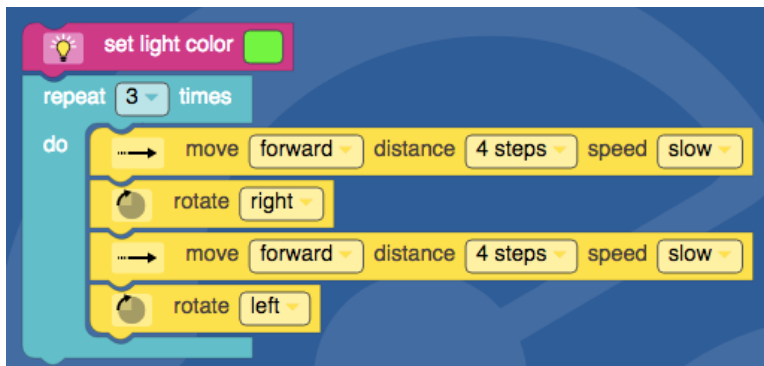 set light color
repeat 3 times
do move forward distance 4 steps speed slow
rotate right
move forward distance 4 steps speed slow
rotate left